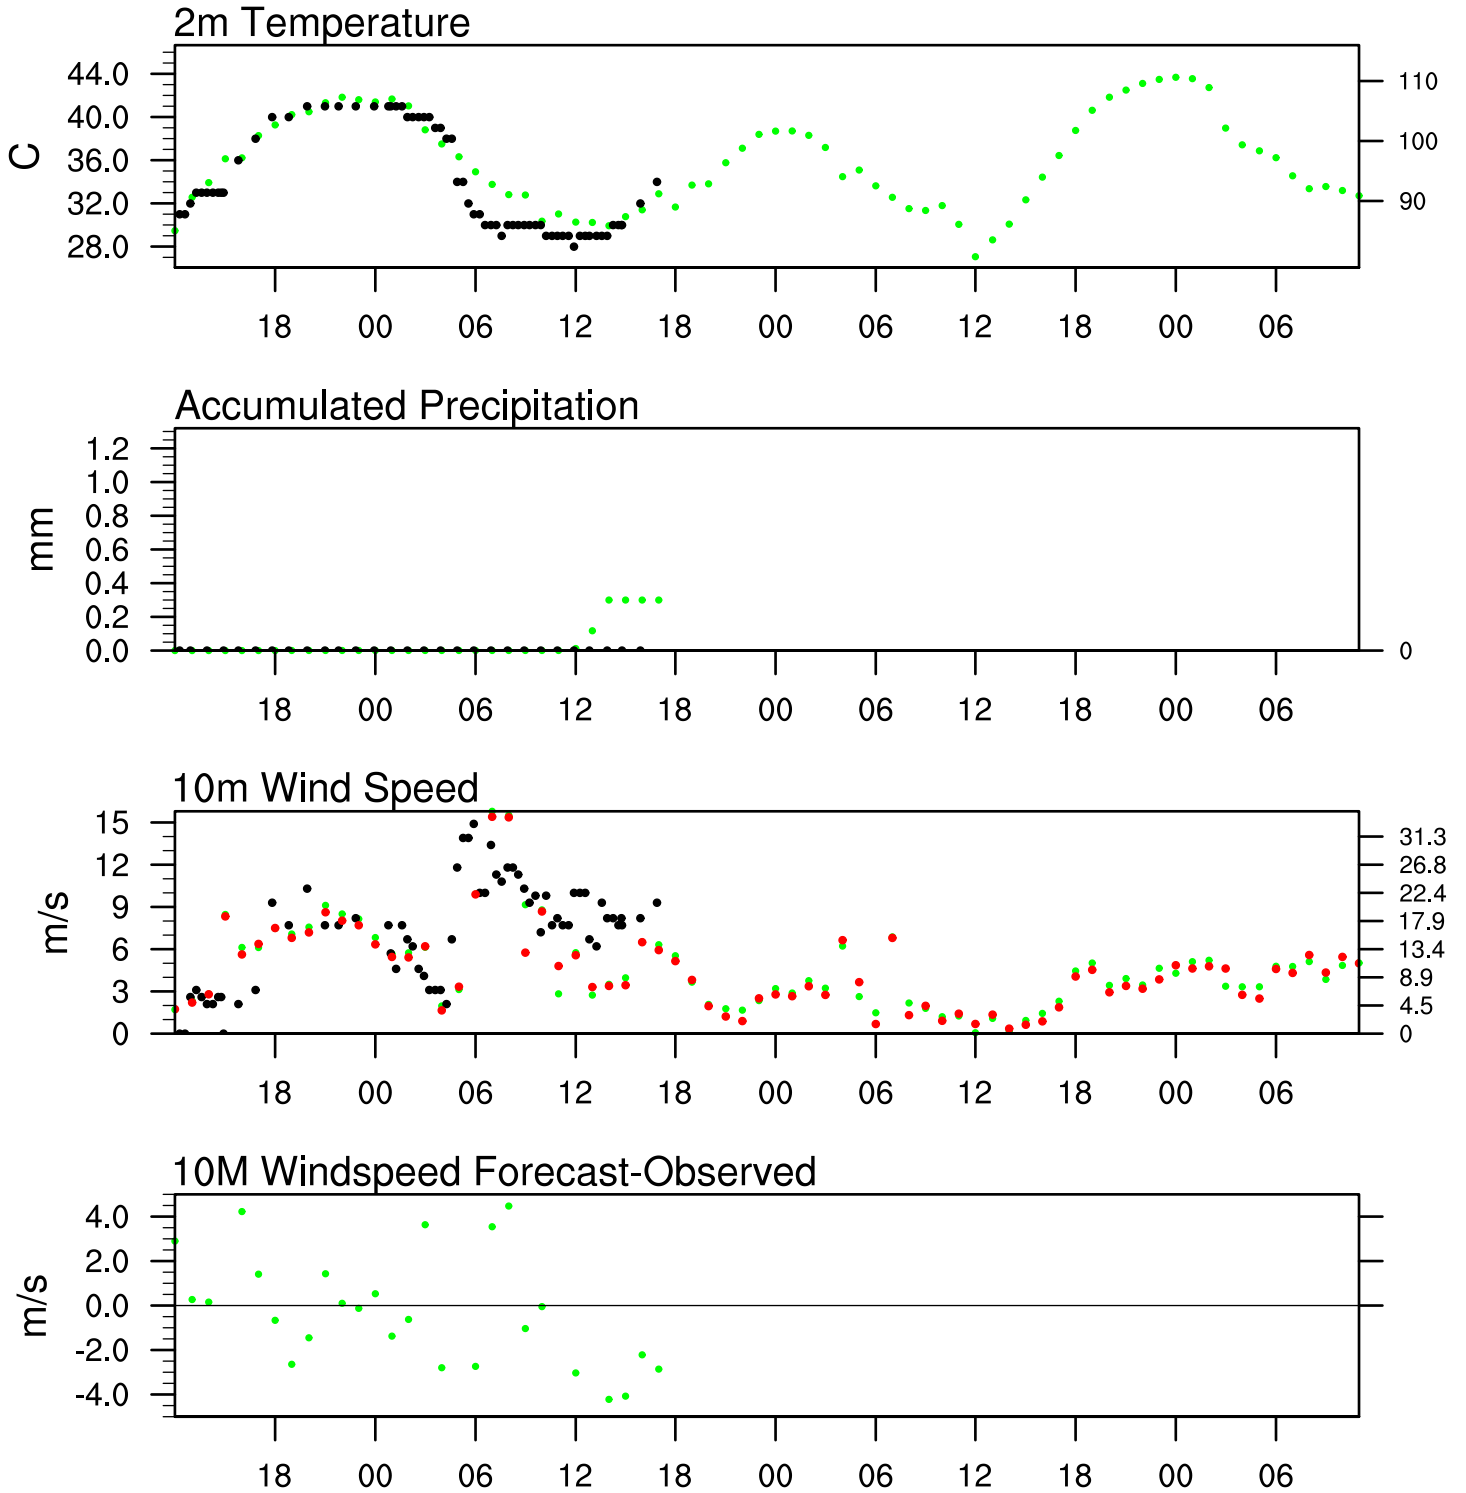 2m Temperature
44.0
40.0
36.0
32.0
28.0
C
110
100
90
18 00 06 12 18 00 06 12 18 00 06
Accumulated Precipitation
1.2
1.0
0.8
0.6
0.4
0.2
0.0
mm
0
18 00 06 12 18 00 06 12 18 00 06
10m Wind Speed
15
12
9
6
3
0
m/s
31.3
26.8
22.4
17.9
13.4
8.9
4.5
0
18 00 06 12 18 00 06 12 18 00 06
10M Windspeed Forecast-Observed
4.0
2.0
0.0
-2.0
-4.0
m/s
18 00 06 12 18 00 06 12 18 00 06